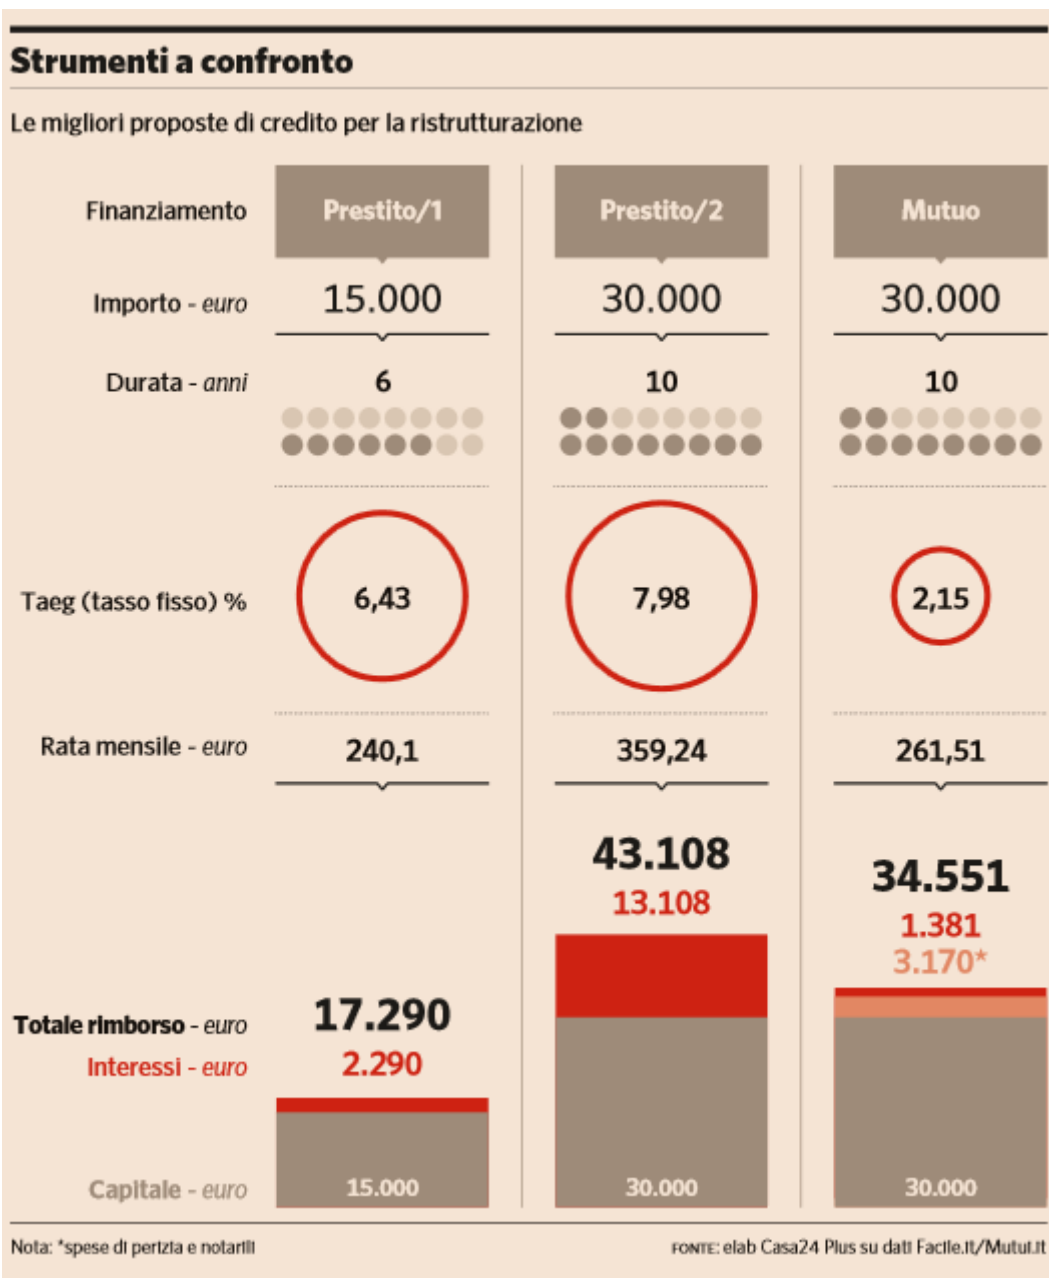 Strumenti a confronto
Le migliori proposte di credito per la ristrutturazione
Finanziamento Prestito/1 Prestito/2 Mutuo
Importo - euro 15.000 30.000 30.000
Durata - anni 6 10 10
Taeg (tasso fisso) % 6,43 7,98 2,15
Rata mensile - euro 240,1 359,24 261,51
43.108 34.551
13.108 1.381
3.170*
Totale rimborso - euro 17.290
Interessi - euro 2.290
Capitale - euro 15.000 30.000 30.000
Nota: *spese di perizia e notarili FONTE: elab Casa24 Plus su dati Facile.it/Mutui.it